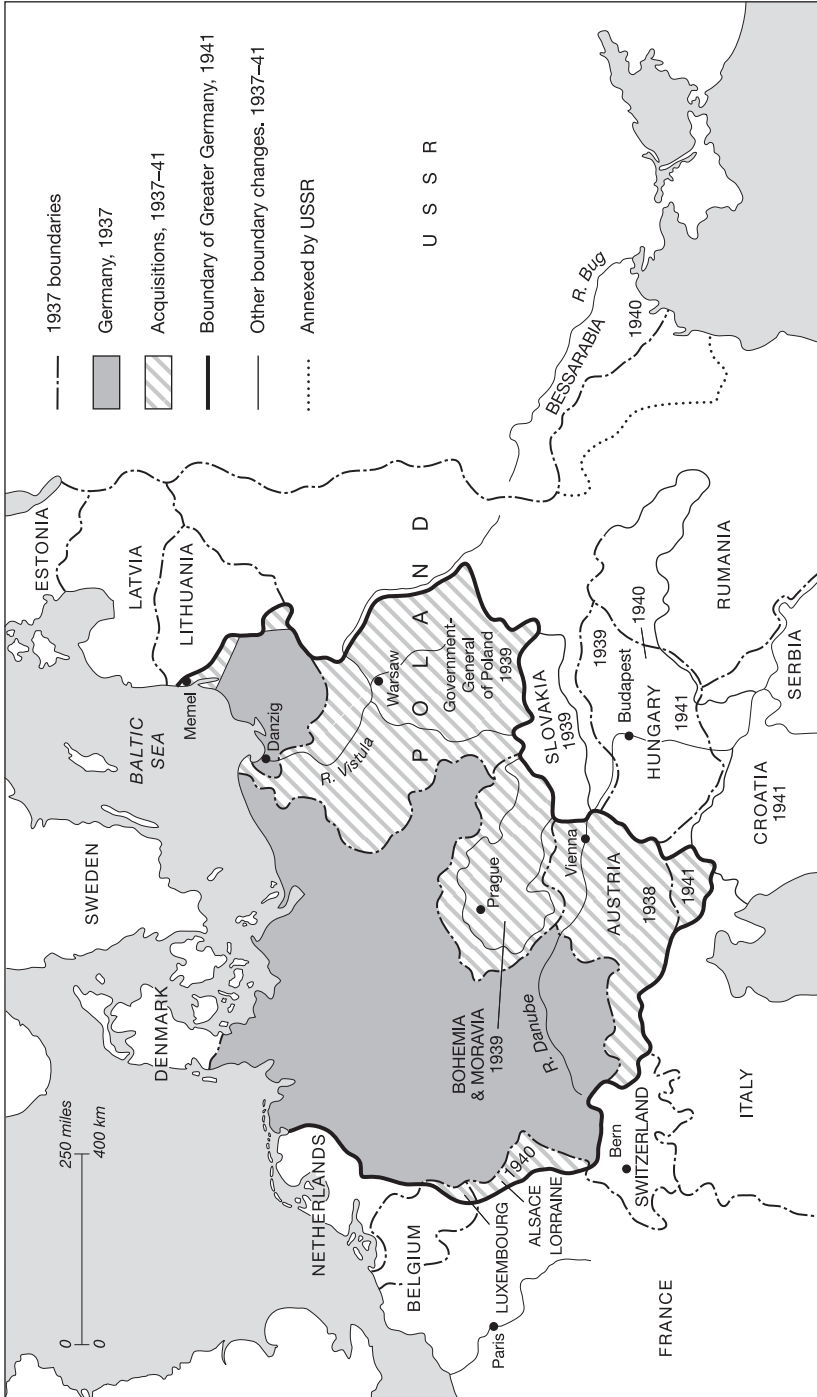 0 250 miles
0 400 km
1937 boundaries
Germany, 1937
Acquisitions, 1937–41
Boundary of Greater Germany, 1941
Other boundary changes. 1937–41
Annexed by USSR
SWEDEN
DENMARK
BALTIC
SEA
ESTONIA
LATVIA
LITHUANIA
Memel
Danzig
NETHERLANDS
BELGIUM
LUXEMBOURG
Paris
ALSACE
LORRAINE
1940
FRANCE
Bern
SWITZERLAND
ITALY
BOHEMIA
& MORAVIA
1939
R. Danube
Prague
R. Vistula
POLAND
Warsaw
Government-
General
of Poland
1939
SLOVAKIA
1939
Vienna
AUSTRIA
1938
1941
Budapest
HUNGARY
1939
1940
1941
CROATIA
1941
SERBIA
RUMANIA
BESSARABIA
1940
R. Bug
USSR